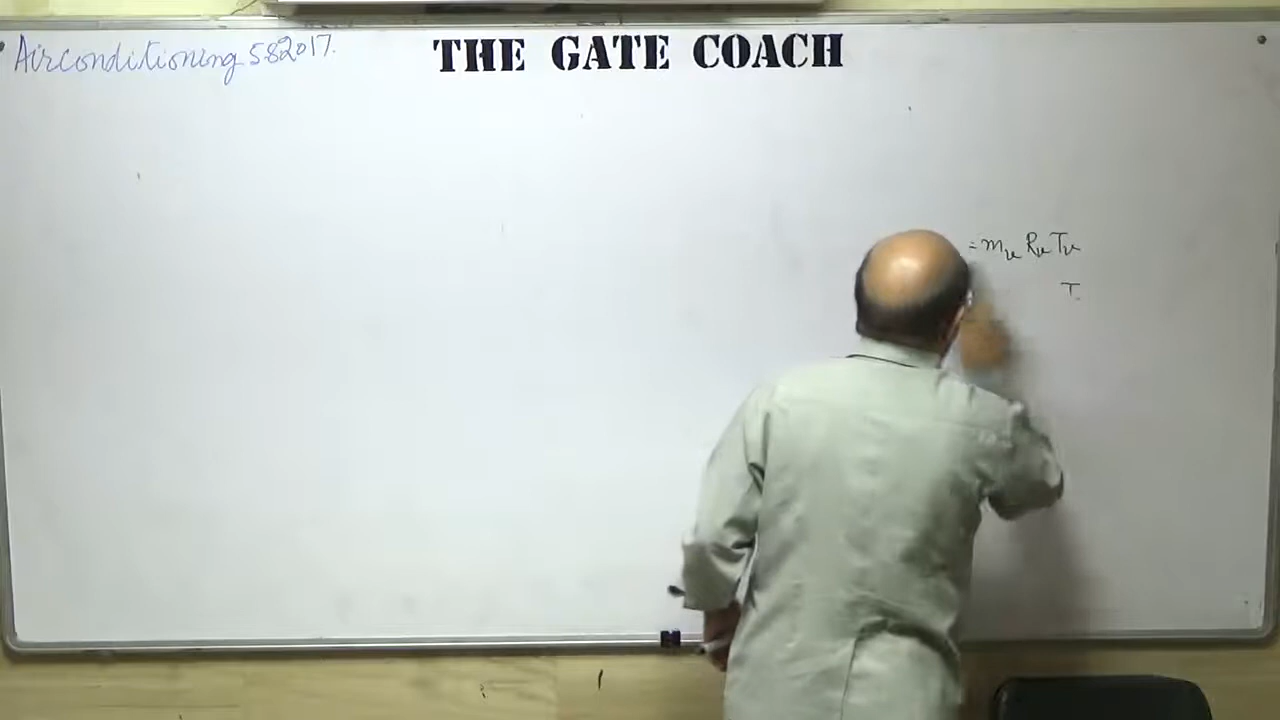 Airconditioning 582017.
THE GATE COACH
= mv Rv Tv
T